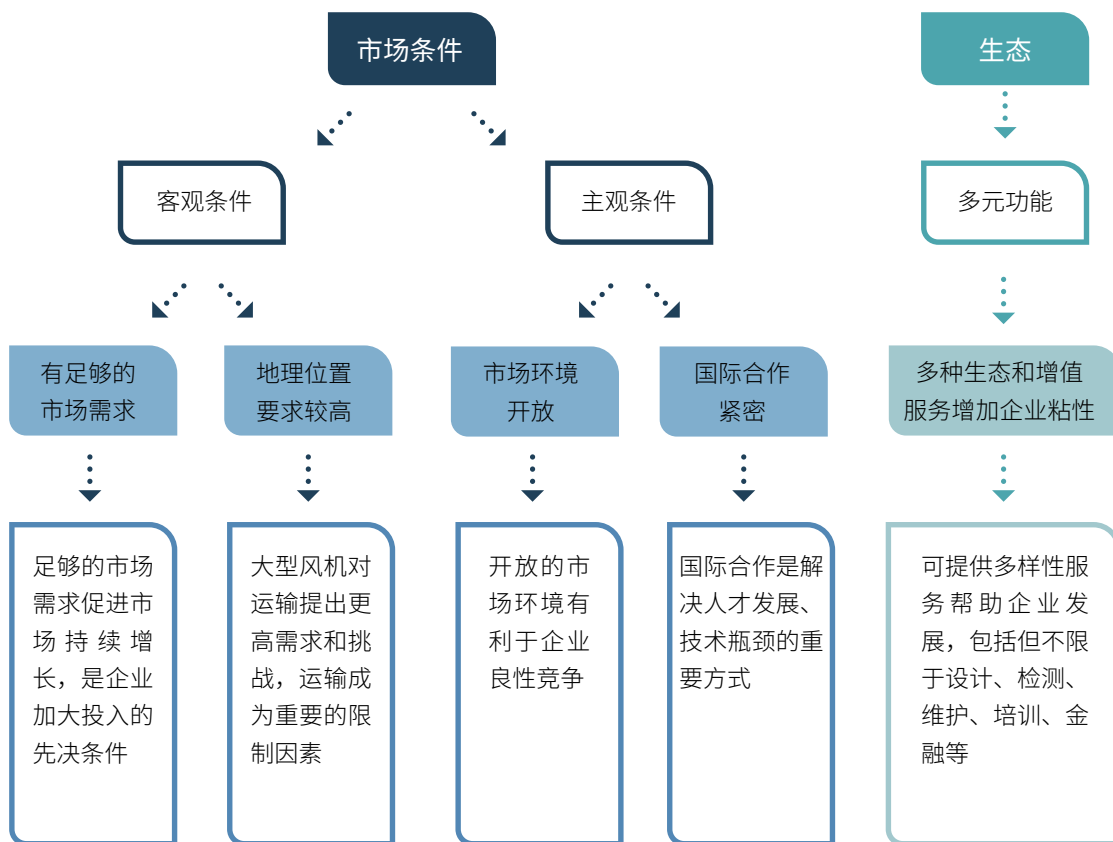 市场条件
生态
客观条件
主观条件
多元功能
有足够的
市场需求
地理位置
要求较高
市场环境
开放
国际合作
紧密
多种生态和增值
服务增加企业粘性
足够的市场
需求促进市
场持续增
长，是企业
加大投入的
先决条件
大型风机对
运输提出更
高需求和挑
战，运输成
为重要的限
制因素
开放的市
场环境有
利于企业
良性竞争
国际合作是解
决人才发展、
技术瓶颈的重
要方式
可提供多样性服
务帮助企业发
展，包括但不限
于设计、检测、
维护、培训、金
融等